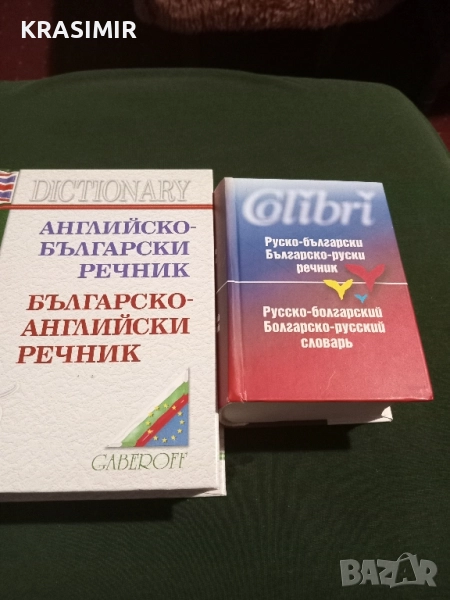 KRASIMIR
DICTIONARY
АНГЛИЙСКО-
БЪЛГАРСКИ
РЕЧНИК
БЪЛГАРСКО-
АНГЛИЙСКИ
РЕЧНИК
GABEROFF
Colibri
Руско-български
Българско-руски
речник
Русско-болгарский
Болгарско-русский
словарь
BAZAR